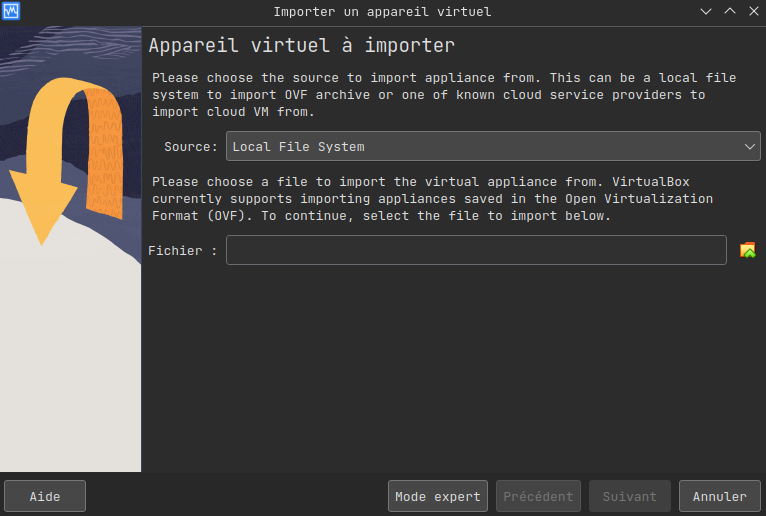 Importer un appareil virtuel
Appareil virtuel à importer
Please choose the source to import appliance from. This can be a local file
system to import OVF archive or one of known cloud service providers to
import cloud VM from.
Source: Local File System
Please choose a file to import the virtual appliance from. VirtualBox
currently supports importing appliances saved in the Open Virtualization
Format (OVF). To continue, select the file to import below.
Fichier :
Aide Mode expert Précédent Suivant Annuler